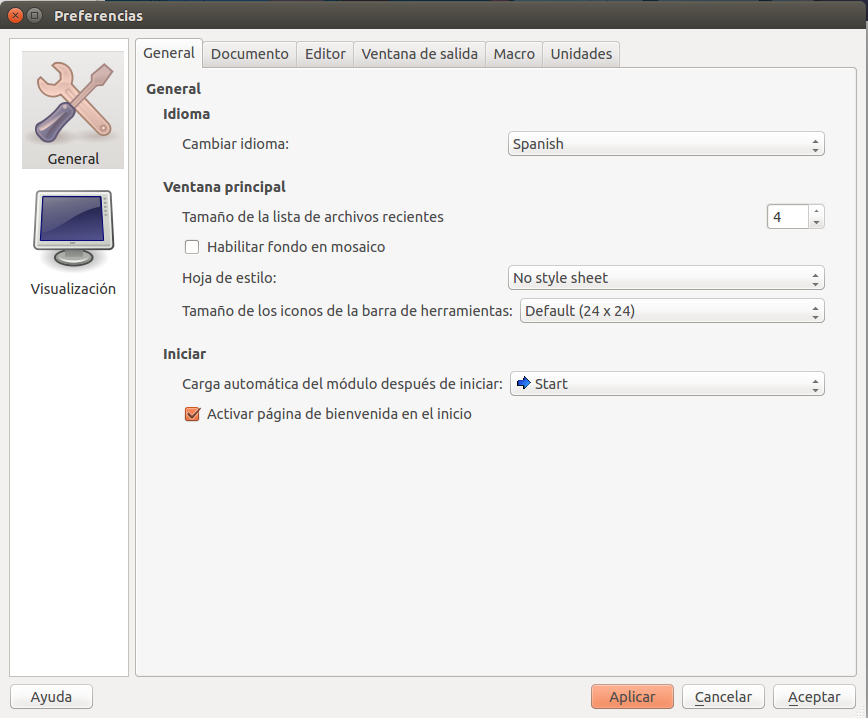 Preferencias
General
Visualización
General Documento Editor Ventana de salida Macro Unidades
General
Idioma
Cambiar idioma: Spanish
Ventana principal
Tamaño de la lista de archivos recientes 4
Habilitar fondo en mosaico
Hoja de estilo: No style sheet
Tamaño de los iconos de la barra de herramientas: Default (24 x 24)
Iniciar
Carga automática del módulo después de iniciar: Start
Activar página de bienvenida en el inicio
Ayuda Aplicar Cancelar Aceptar